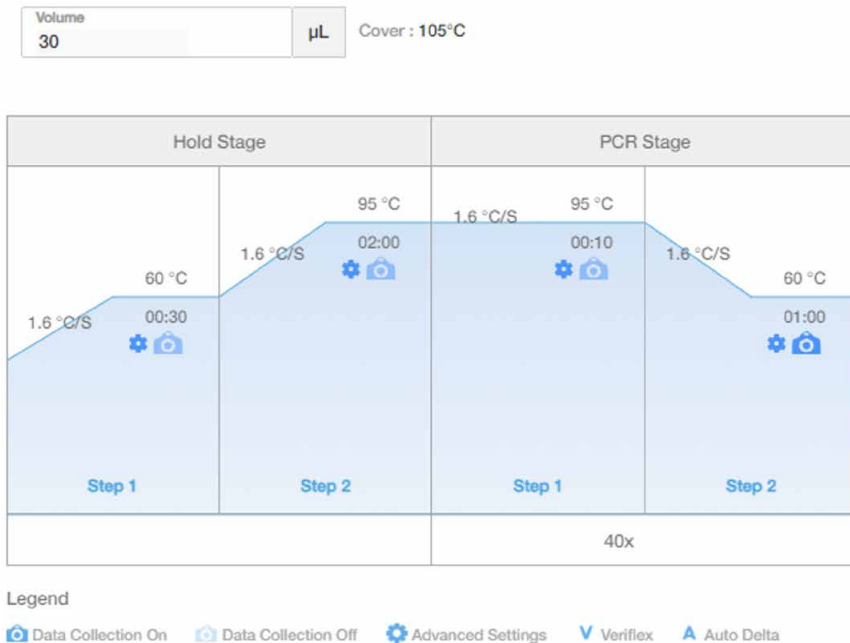 Volume
30 µL Cover : 105°C
Hold Stage PCR Stage
95 °C 1.6 °C/S 95 °C
1.6 °C/S 02:00 00:10 1.6 °C/S
60 °C 60 °C
1.6 °C/S 00:30 01:00
Step 1 Step 2 Step 1 Step 2
40x
Legend
Data Collection On Data Collection Off Advanced Settings V Veriflex A Auto Delta